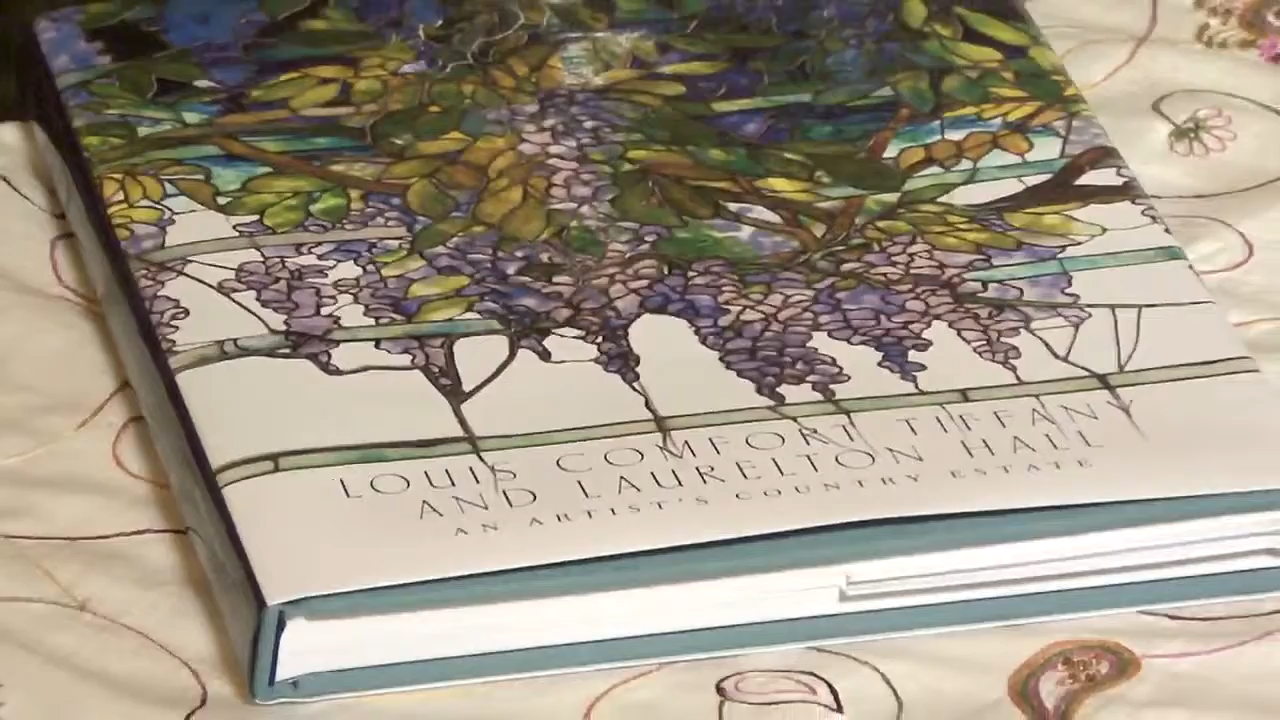 LOUIS COMFORT TIFFANY
AND LAURELTON HALL
AN ARTIST'S COUNTRY ESTATE